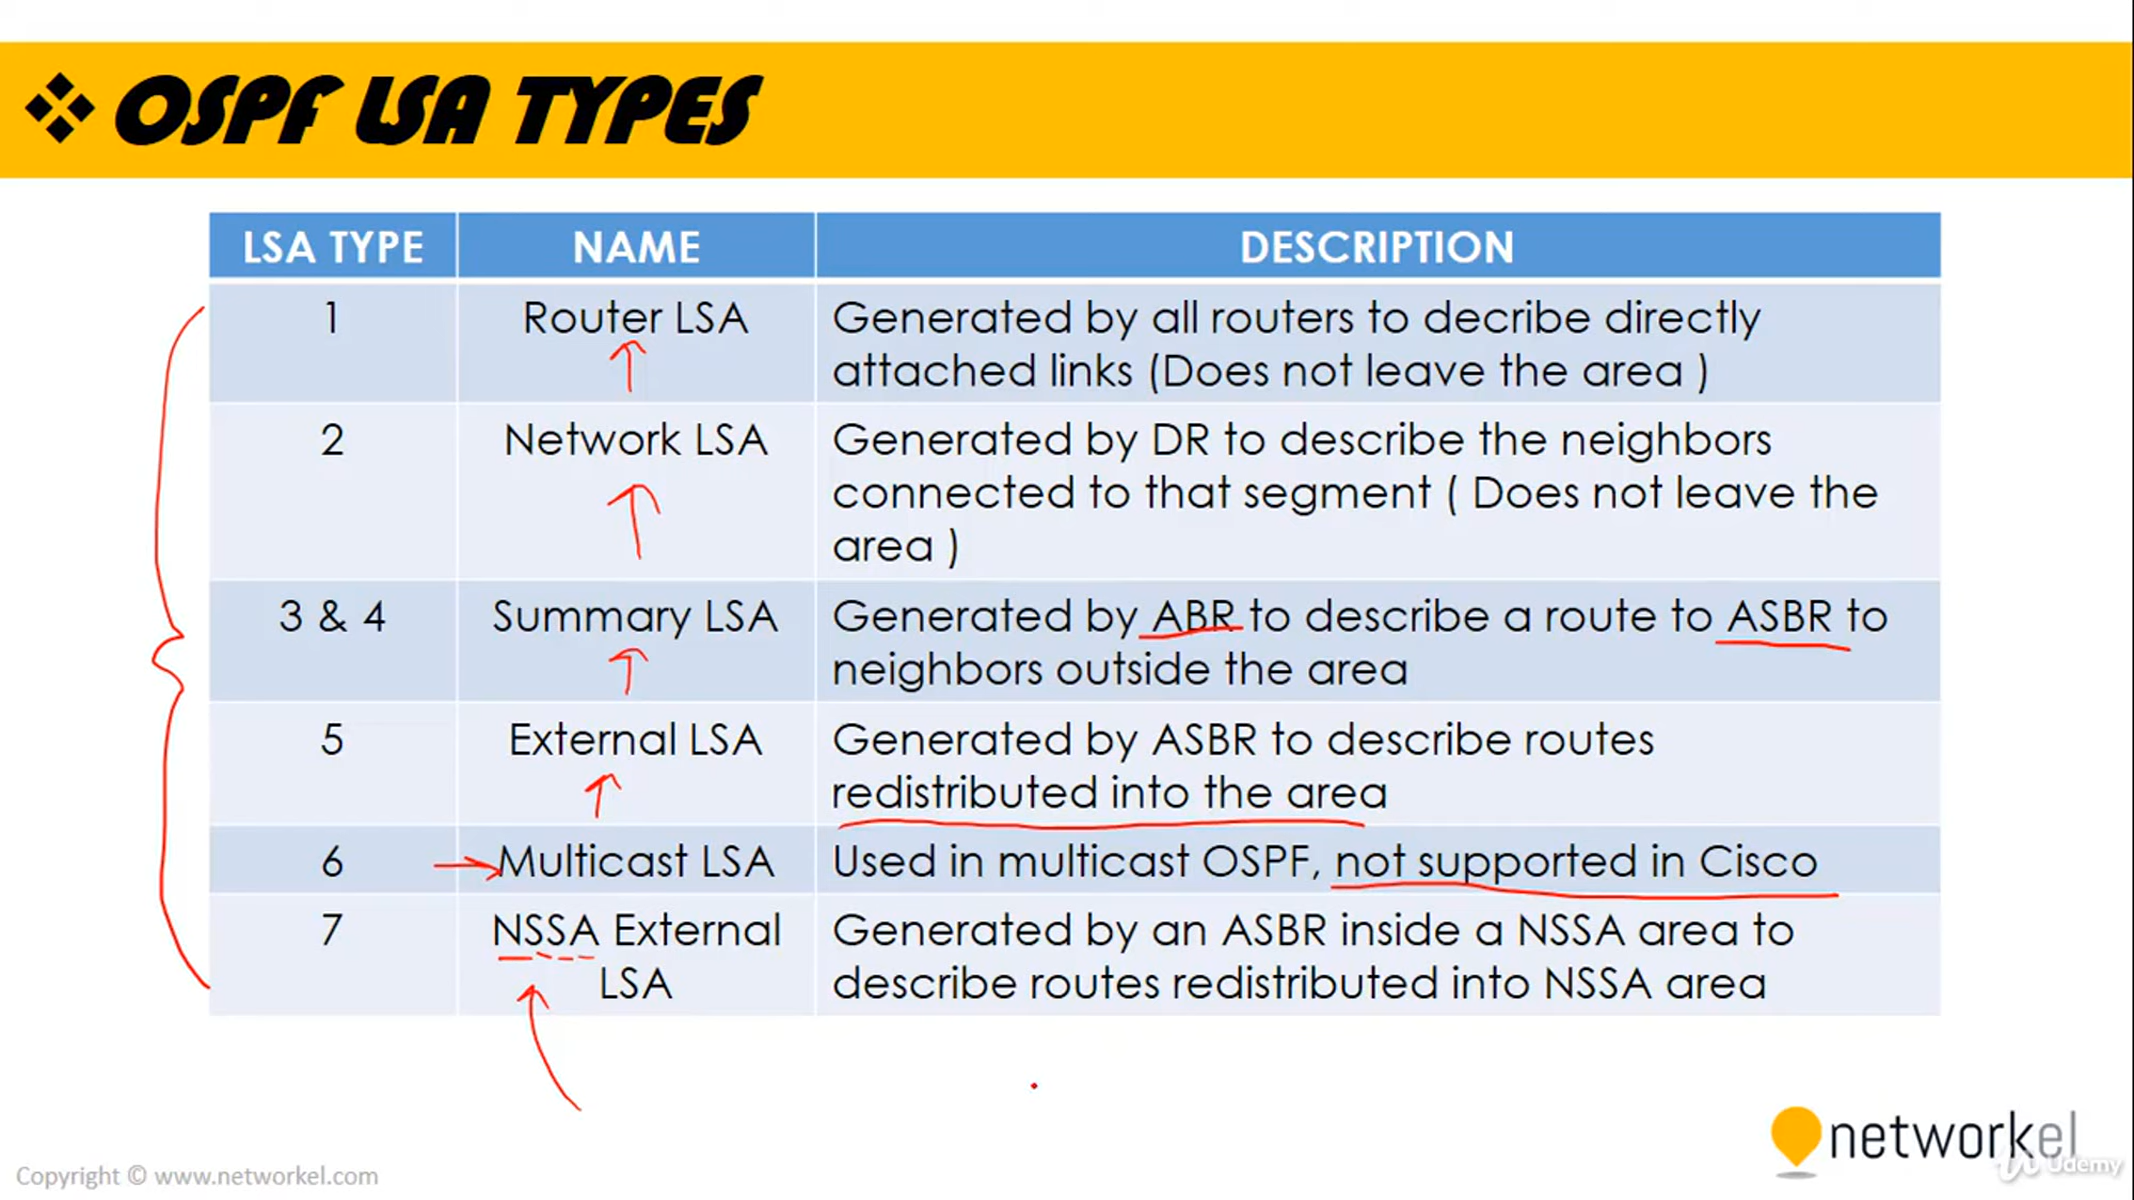 OSPF LSA TYPES
LSA TYPE NAME DESCRIPTION
1 Router LSA Generated by all routers to decribe directly
attached links (Does not leave the area )
2 Network LSA Generated by DR to describe the neighbors
connected to that segment ( Does not leave the
area )
3 & 4 Summary LSA Generated by ABR to describe a route to ASBR to
neighbors outside the area
5 External LSA Generated by ASBR to describe routes
redistributed into the area
6 Multicast LSA Used in multicast OSPF, not supported in Cisco
7 NSSA External Generated by an ASBR inside a NSSA area to
LSA describe routes redistributed into NSSA area
networkel
Udemy
Copyright © www.networkel.com